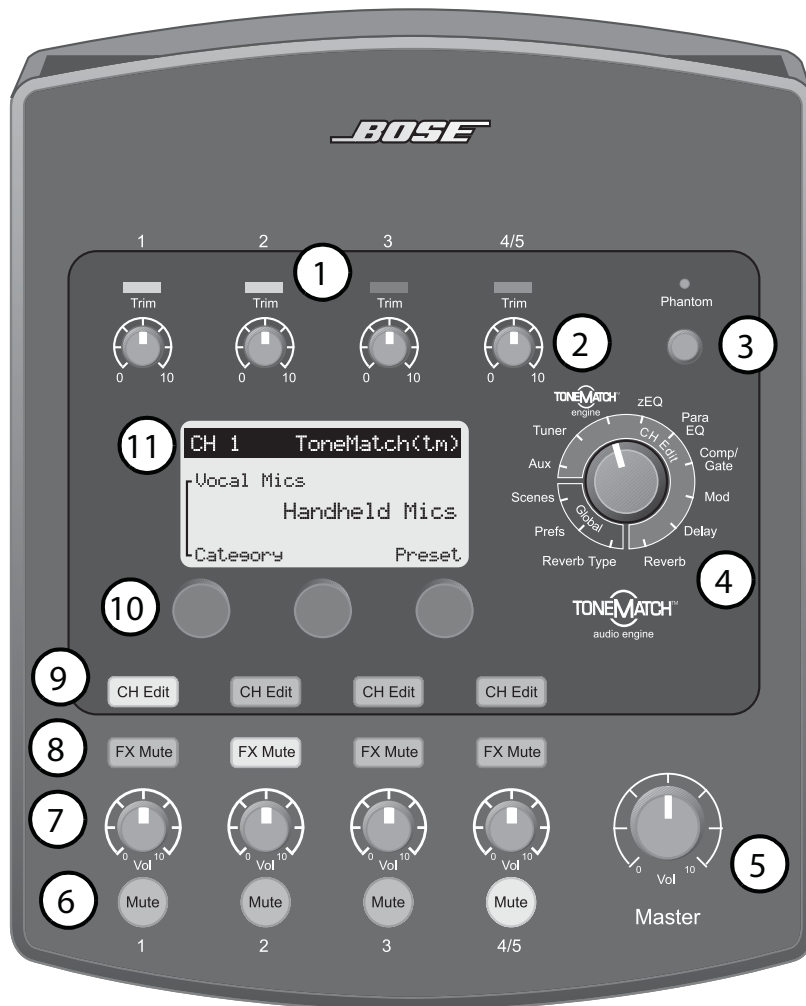 BOSE
1 2 3 4/5
1
Trim Trim Trim Trim
Phantom
0 10 0 10 0 10 0 10
2
3
TONEMATCH™
engine
zEQ
Para
EQ
Tuner
CH Edit
Comp/
Gate
Aux
Mod
Scenes
Global
Delay
Prefs
Reverb Type
Reverb
4
11
CH 1 ToneMatch(tm)
Vocal Mics
Handheld Mics
Category Preset
10
TONEMATCH™
audio engine
9
CH Edit CH Edit CH Edit CH Edit
8
FX Mute FX Mute FX Mute FX Mute
7
0 10 0 10 0 10 0 10
Vol Vol Vol Vol
0 10
Vol
5
Master
6
Mute Mute Mute Mute
1 2 3 4/5